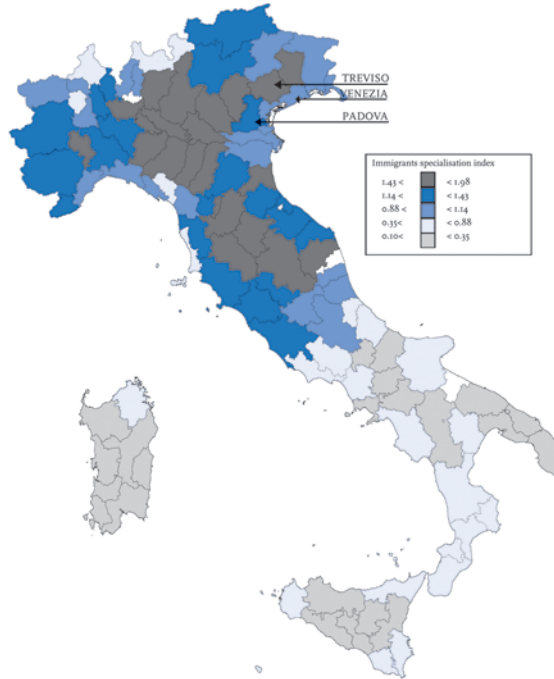 TREVISO
VENEZIA
PADOVA
Immigrants specialisation index
1.43 < < 1.98
1.14 < < 1.43
0.88 < < 1.14
0.35< < 0.88
0.10< < 0.35